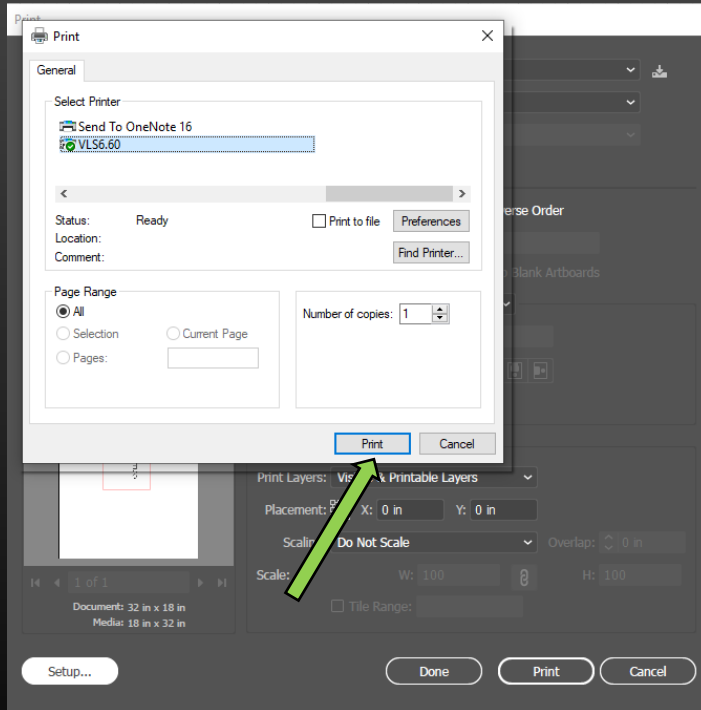 Print
Print
General
Select Printer
Send To OneNote 16
VLS6.60
Status: Ready
Print to file
Preferences
Location:
Comment:
Find Printer...
Page Range
All
Selection
Current Page
Pages:
Number of copies: 1
Print
Cancel
erse Order
Blank Artboards
Print Layers: & Printable Layers
Placement: X: 0 in Y: 0 in
Do Not Scale
Overlap: 0 in
Scale: W: 100 H: 100
Tile Range:
1 of 1
Document: 32 in x 18 in
Media: 18 in x 32 in
Setup...
Done
Print
Cancel